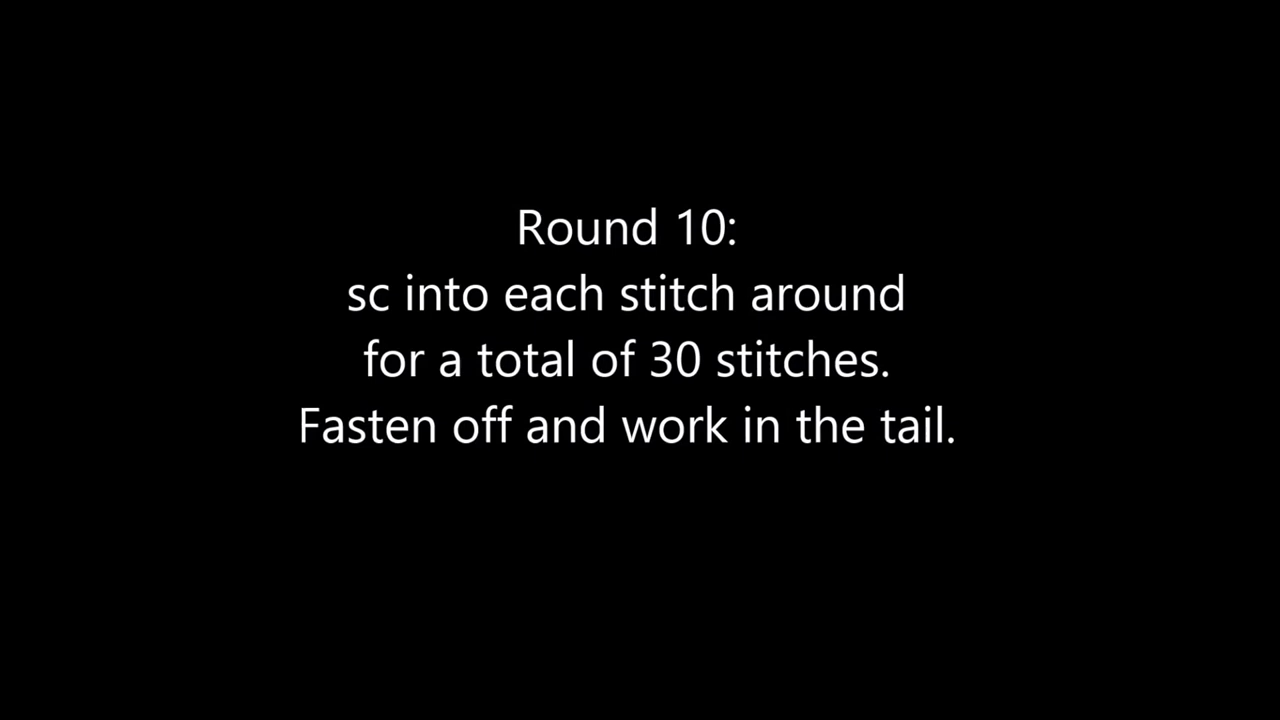 Round 10:
sc into each stitch around
for a total of 30 stitches.
Fasten off and work in the tail.